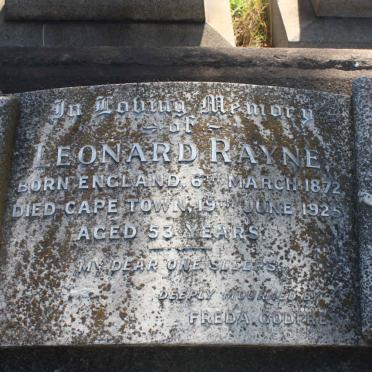 In Loving Memory
of
LEONARD RAYNE
BORN ENGLAND. 6TH MARCH 1872.
DIED CAPE TOWN. 19TH JUNE 1925
AGED 53 YEARS
MY DEAR ONE SLEEPS.
DEEPLY MOURNED BY
FREDA, GODFREY